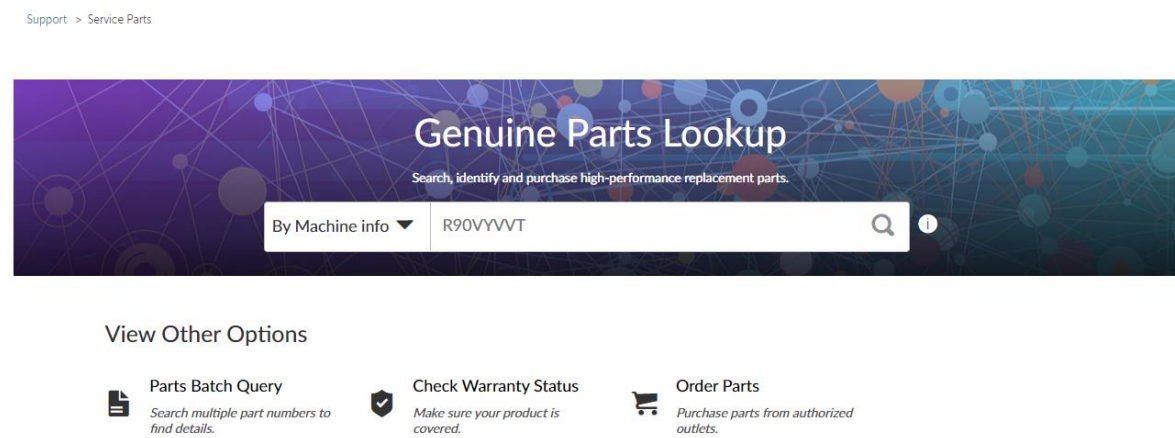 Support > Service Parts
Genuine Parts Lookup
Search, identify and purchase high-performance replacement parts.
By Machine info R90VYVVT i
View Other Options
Parts Batch Query
Search multiple part numbers to
find details.
Check Warranty Status
Make sure your product is
covered.
Order Parts
Purchase parts from authorized
outlets.